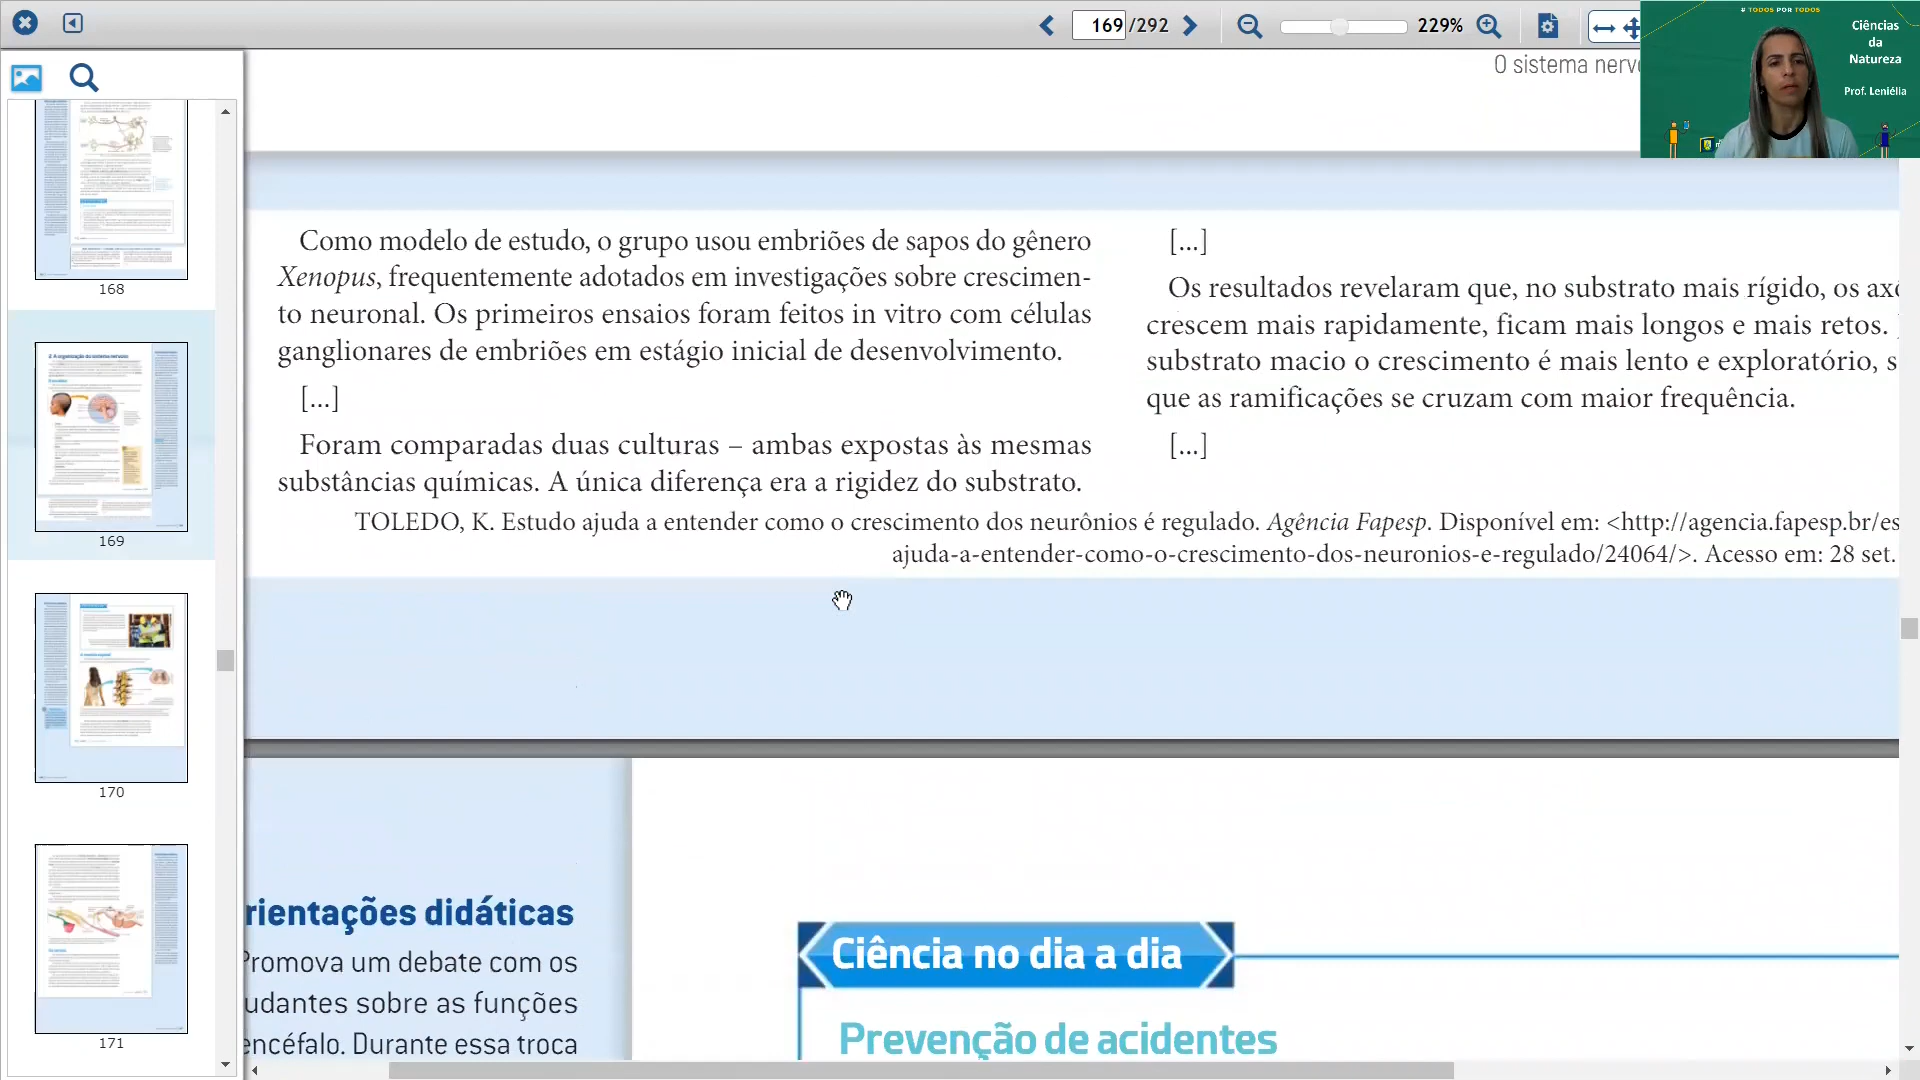 169 /292
229%
# TODOS POR TODOS
Ciências
da
Natureza
Prof. Leniélia
O sistema
168
169
170
171
Como modelo de estudo, o grupo usou embriões de sapos do gênero
Xenopus, frequentemente adotados em investigações sobre crescimen-
to neuronal. Os primeiros ensaios foram feitos in vitro com células
ganglionares de embriões em estágio inicial de desenvolvimento.
[...]
Foram comparadas duas culturas – ambas expostas às mesmas
substâncias químicas. A única diferença era a rigidez do substrato.
[...]
Os resultados revelaram que, no substrato mais rígido, os
crescem mais rapidamente, ficam mais longos e mais retos.
substrato macio o crescimento é mais lento e exploratório,
que as ramificações se cruzam com maior frequência.
[...]
TOLEDO, K. Estudo ajuda a entender como o crescimento dos neurônios é regulado. Agência Fapesp. Disponível em: <http://agencia.fapesp.br/es
ajuda-a-entender-como-o-crescimento-dos-neuronios-e-regulado/24064/>. Acesso em: 28 set.
rientações didáticas
Promova um debate com os
udantes sobre as funções
encéfalo. Durante essa troca
Ciência no dia a dia
Prevenção de acidentes